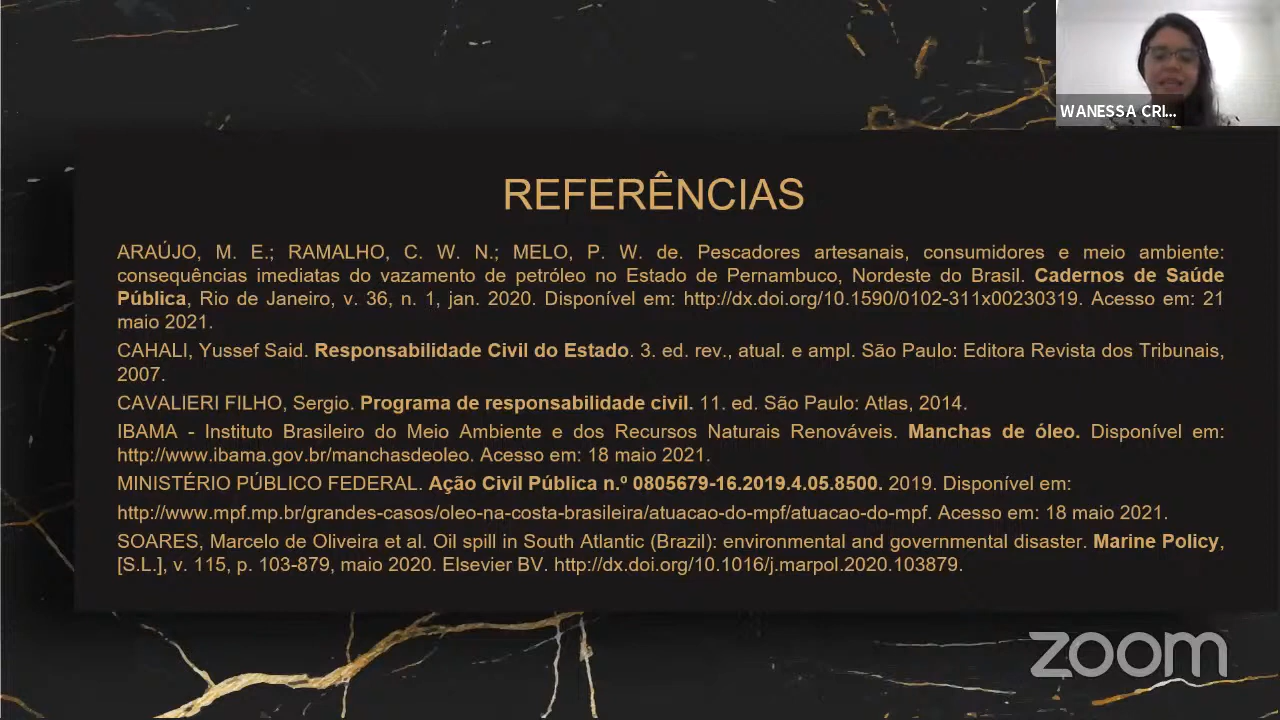 WANESSA CRI...
REFERÊNCIAS
ARAÚJO, M. E.; RAMALHO, C. W. N.; MELO, P. W. de. Pescadores artesanais, consumidores e meio ambiente:
consequências imediatas do vazamento de petróleo no Estado de Pernambuco, Nordeste do Brasil. Cadernos de Saúde
Pública, Rio de Janeiro, v. 36, n. 1, jan. 2020. Disponível em: http://dx.doi.org/10.1590/0102-311x00230319. Acesso em: 21
maio 2021.
CAHALI, Yussef Said. Responsabilidade Civil do Estado. 3. ed. rev., atual. e ampl. São Paulo: Editora Revista dos Tribunais,
2007.
CAVALIERI FILHO, Sergio. Programa de responsabilidade civil. 11. ed. São Paulo: Atlas, 2014.
IBAMA - Instituto Brasileiro do Meio Ambiente e dos Recursos Naturais Renováveis. Manchas de óleo. Disponível em:
http://www.ibama.gov.br/manchasdeoleo. Acesso em: 18 maio 2021.
MINISTÉRIO PÚBLICO FEDERAL. Ação Civil Pública n.º 0805679-16.2019.4.05.8500. 2019. Disponível em:
http://www.mpf.mp.br/grandes-casos/oleo-na-costa-brasileira/atuacao-do-mpf/atuacao-do-mpf. Acesso em: 18 maio 2021.
SOARES, Marcelo de Oliveira et al. Oil spill in South Atlantic (Brazil): environmental and governmental disaster. Marine Policy,
[S.L.], v. 115, p. 103-879, maio 2020. Elsevier BV. http://dx.doi.org/10.1016/j.marpol.2020.103879.
zoom